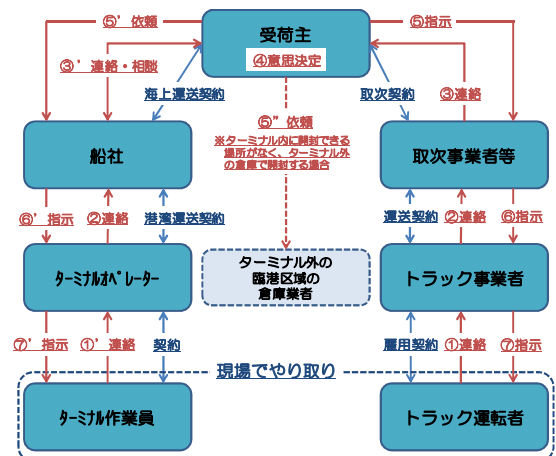 ⑤’依頼
受荷主
⑤指示
④意思決定
③’連絡・相談
③連絡
海上運送契約
取次契約
⑤”依頼
※ターミナル内に開封できる
場所がなく、ターミナル外
の倉庫で開封する場合
船社
取次事業者等
⑥’指示
②連絡
港湾運送契約
運送契約
②連絡
⑥指示
ﾀｰﾐﾅﾙｵﾍﾟﾚｰﾀｰ
ターミナル外の
臨港区域の
倉庫業者
トラック事業者
⑦’指示
①’連絡
契約
雇用契約
①連絡
⑦指示
現場でやり取り
ﾀｰﾐﾅﾙ作業員
トラック運転者